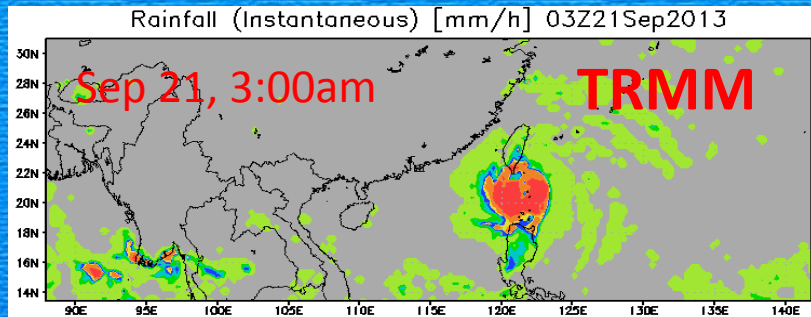 Rainfall (Instantaneous) [mm/h] 03Z21Sep2013
Sep 21, 3:00am
TRMM
30N
28N
26N
24N
22N
20N
18N
16N
14N
90E
95E
100E
105E
110E
115E
120E
125E
130E
135E
140E